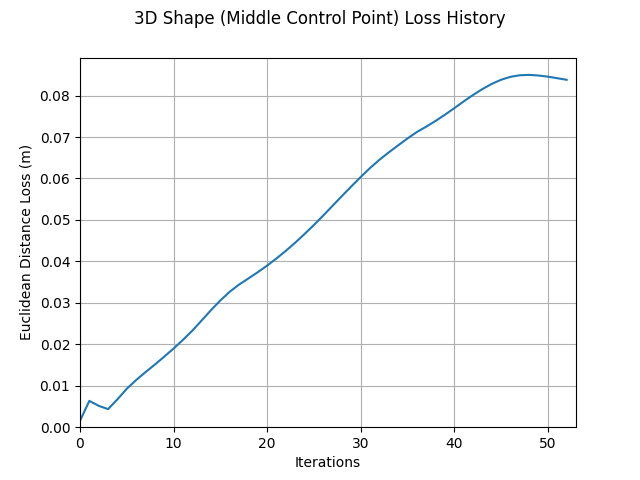 3D Shape (Middle Control Point) Loss History
Euclidean Distance Loss (m)
0.08
0.07
0.06
0.05
0.04
0.03
0.02
0.01
0.00
0 10 20 30 40 50
Iterations